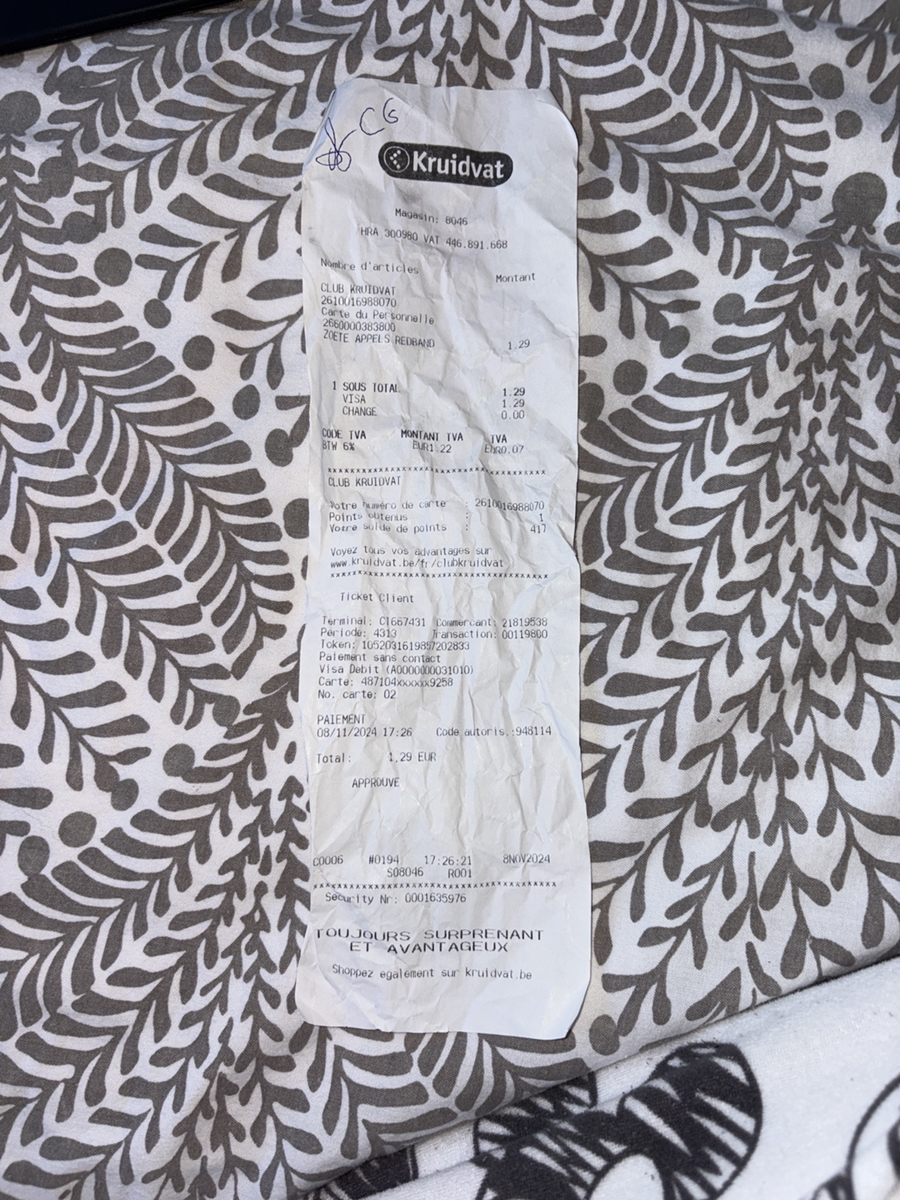 CG
Kruidvat
Magasin: 8046
HRA 300980 VAT 446.891.668
Nombre d'articles Montant
CLUB KRUIDVAT
2610016988070
Carte du Personnelle
2660000383800
ZOETE APPELS REDBAND 1.29
1 SOUS TOTAL 1.29
VISA 1.29
CHANGE 0.00
CODE TVA MONTANT TVA TVA
BTW 6% EUR1.22 EUR0.07
CLUB KRUIDVAT
Votre numéro de carte : 2610016988070
Points obtenus : 1
Votre solde de points : 417
Voyez tous vos advantages sur
www.kruidvat.be/fr/clubkruidvat
Ticket Client
Terminal: C1667431 Commercant: 21819538
Période: 4313 Transaction: 00119800
Token: 1052031619857202833
Paiement sans contact
Visa Debit (A0000000031010)
Carte: 487104xxxxxx9258
No. carte: 02
PAIEMENT
08/11/2024 17:26 Code autoris.:948114
Total: 1,29 EUR
APPROUVE
C0006 #0194 17:26:21 8NOV2024
S08046 R001
Security Nr: 0001635976
TOUJOURS SURPRENANT
ET AVANTAGEUX
Shoppez egalement sur kruidvat.be